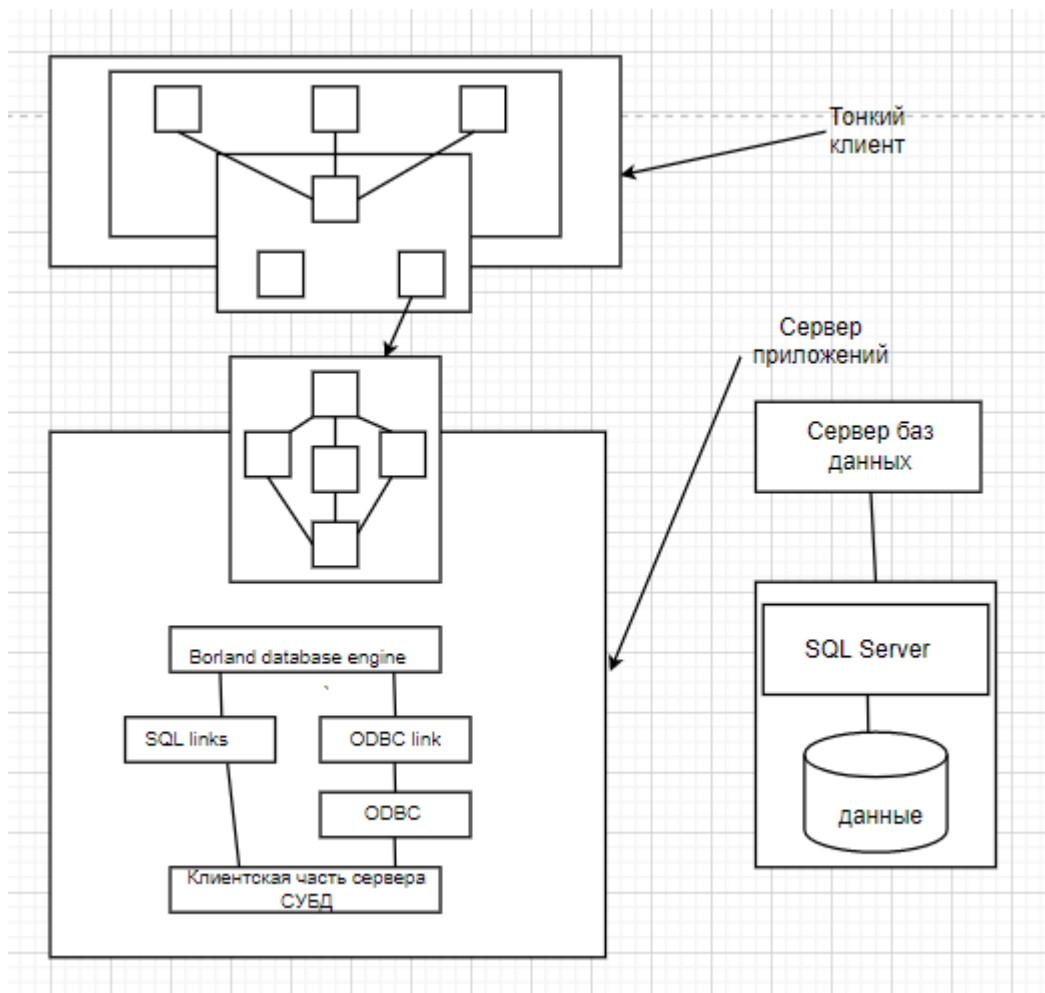 Тонкий
клиент
Сервер
приложений
Сервер баз
данных
SQL Server
данные
Borland database engine
`
SQL links
ODBC link
ODBC
Клиентская часть сервера
СУБД